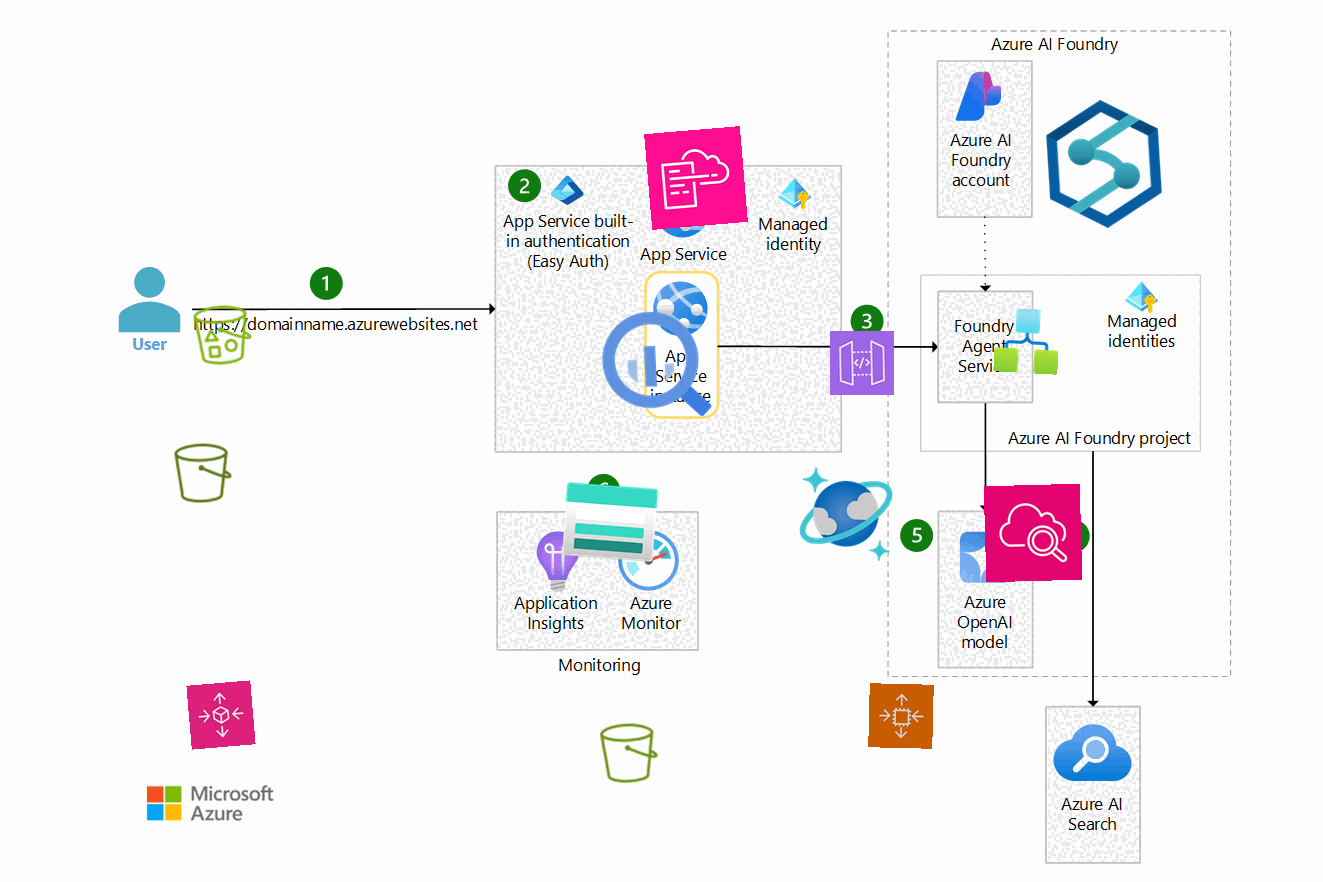 Azure AI Foundry
Azure AI
Foundry
account
2
App Service built-
in authentication
(Easy Auth)
App Service
Managed
identity
1
https://domainname.azurewebsites.net
User
App
Service
3
Foundry
Agent
Service
Managed
identities
Azure AI Foundry project
5
Application
Insights
Azure
Monitor
Monitoring
Azure
OpenAI
model
Azure AI
Search
Microsoft
Azure